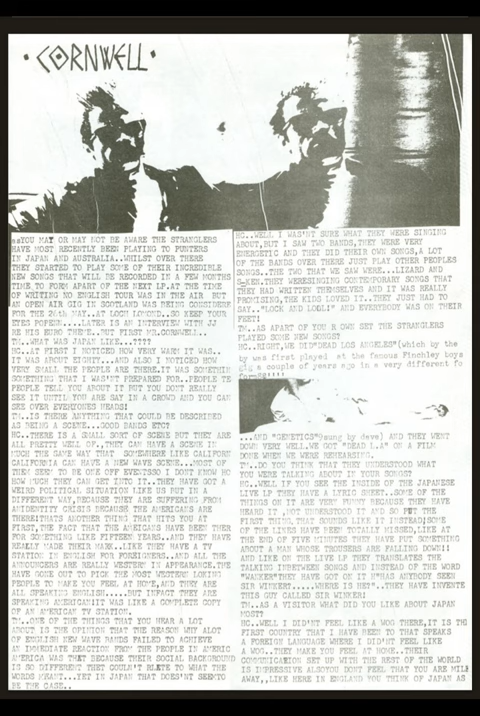 · CORNWELL ·
asYOU MAY OR MAY NOT BE AWARE THE STRANGLERS
HAVE MOST RECENTLY BEEN PLAYING TO PUNTERS
IN JAPAN AND AUSTRALIA..WHILST OVER THERE
THEY STARTED TO PLAY SOME OF THEIR INCREDIBLE
NEW SONGS THAT WILL BE RECORDED IN A FEW MONTHS
TIME,TO FORM APART OF THE NEXT LP.AT THE TIME
OF WRITING NO ENGLISH TOUR WAS IN THE AIR BUT
AN OPEN AIR GIG IN SCOTLAND WAS BEING CONSIDERE
FOR THE 26th MAY..AT LOCH LOMOND..SO KEEP YOUR
EYES POPEN....LATER IS AN INTERVIEW WITH JJ
RE HIS EURO THEME.BUT FIRST MR.CORNWELL..
TM..WHAT WAS JAPAN LIKE..????
HC..AT FIRST I NOTICED HOW VERY WARM IT WAS..
IT WAS ABOUT EIGHTY...AND ALSO I NOTICED HOW
VERY SMALL THE PEOPLE ARE THERE.IT WAS SOMETHIN
SOMETHING THAT I WAS'NT PREPARED FOR..PEOPLE TE
PEOPLE TELL YOU ABOUT IT BUT YOU DONT REALLY
SEE IT UNTIL YOU ARE SAY IN A CROWD AND YOU CAN
SEE OVER EVERYONES HEADS!
TM..IS THERE ANYTHING THAT COULD BE DESCRIBED
AS BEING A SCENE...GOOD BANDS ETC?
HC..THERE IS A SMALL SORT OF SCENE BUT THEY ARE
ALL PRETTY WELL OF..THEY CAN HAVE A SCENE IN
MUCH THE SAME WAY THAT SOMEWHERE LIKE CALIFORN
CALIFORNIA CAN HAVE A NEW WAVE SCENE...MOST OF
THEM SEEM TO BE ONE OFF EVENTSSO I DONT KNOW HO
HOW MUCH THEY CAN GET INTO IT..THEY HAVE GOT A
WEIRD POLITICAL SITUATION LIKE US BUT IN A
DIFFERENT WAY,BECAUSE THEY ARE SUFFERING FROM
ANIDENTITY CRISIS BECAUSE THE AMERICANS ARE
THERE!THATS ANOTHER THING THAT HITS YOU AT
FIRST,THE FACT THAT THE AMERICANS HAVE BEEN THER
FOR SOMETHING LIKE FIFTEEN YEARS..AND THEY HAVE
REALLY MADE THEIR MARK.LIKE THEY HAVE A TV
STATION IN ENGLISH FOR FOREIGNERS..AND ALL THE
ANNOUNCERS ARE REALLY WESTERN IN APPEARANCE.THE
HAVE GONE OUT TO PICK THE MOST WESTERN LOKING
PEOPLE TO MAKE YOU FEEL AT HOME,AND THEY ARE
ALL SPEAKING ENGLISH.....BUT INFACT THEY ARE
SPEAKING AMERICAN!IT WAS LIKE A COMPLETE COPY
OF AN AMERICAN TV STATION.
TM...ONE OF THE THINGS THAT YOU HEAR A LOT
ABOUT IS THE OPINION THAT THE REASON WHY ALOT
OF ENGLISH NEW WAVE BANDS FAILED TO ACHIEVE
AN IMMEDIATE REACTION FROM THE PEOPLE IN AMERIC
AMERICA WAS THAT BECAUSE THEIR SOCIAL BACKGROUND
IS SO DIFFERENT THEY COULD'NT RLETE TO WHAT THE
WORDS MEANT...YET IN JAPAN THAT DOES'NT SEEMTO
BE THE CASE..
HC..WELL I WAS'NT SURE WHAT THEY WERE SINGING
ABOUT,BUT I SAW TWO BANDS,THEY WERE VERY
ENERGETIC AND THEY DID THEIR OWN SONGS,A LOT
OF THE BANDS OVER THERE JUST PLAY OTHER PEOPLES
SONGS..THE TWO THAT WE SAW WERE...LIZARD AND
S-KEN.THEY WERESINGING CONTEMPORARY SONGS THAT
THEY HAD WRITTEN THEMSELVES AND IT WAS REALLY
PROMISING,THE KIDS LOVED IT..THEY JUST HAD TO
SAY.."LOOK AND LOOL!" AND EVERYBODY WAS ON THEIR
FEET!
TM..AS APART OF YOU R OWN SET THE STRANGLERS
PLAYED SOME NEW SONGS?
HC..RIGHT,WE DID"DEAD LOS ANGELES"(which by the
by was first played at the famous Finchley boys
gig a couple of years ago in a very different fo
form
...AND "GENETICS"(sung by dave) AND THEY WENT
DOWN VERY WELL.WE GOT "DEAD L.A" ON A FILM
DONE WHEN WE WERE REHEARSING.
TM..DO YOU THINK THAT THEY UNDERSTOOD WHAT
YOU WERE TALKING ABOUT IN YOUR SONGS?
HC..WELL IF YOU SEE THE INSIDE OF THE JAPANESE
LIVE LP THEY HAVE A LYRIC SHEET..SOME OF THE
THINGS ON IT ARE VERY FUNNY BECAUSE THEY HAVE
HEARD IT ,NOT UNDERSTOOD IT AND SO PUT THE
FIRST THING THAT SOUNDS LIKE IT INSTEAD;SOME
OF THE LINES HAVE BEEN TOTALLY MISSED,LIKE AT
THE END OF FIVE MINUTES THEY HAVE PUT SOMETHING
ABOUT A MAN WHOSE TROUSERS ARE FALLING DOWN!!
AND LIKE ON THE LIVE LP THEY TRANSLATES THE
TALKING INBETWEEN SONGS AND INSTEAD OF THE WORD
"WANKER"THEY HAVE GOT ON IT H"HAS ANYBODY SEEN
SIR WINKER?....WHERE IS HE?"..THEY HAVE INVENTE
THIS GUY CALLED SIR WINKER!
TM..AS A VISITOR WHAT DID YOU LIKE ABOUT JAPAN
MOST?
HC..WELL I DID'NT FEEL LIKE A WOG THERE,IT IS TH
FIRST COUNTRY THAT I HAVE BEEN TO THAT SPEAKS
A FOREIGN LANGUAGE WHERE I DID'NT FEEL LIKE
A WOG..THEY MAKE YOU FEEL AT HOME..THEIR
COMMUNICATION SET UP WITH THE REST OF THE WORLD
IS IMPRESSIVE ALSOYOU DONT FEEL THAT YOU ARE MILE
AWAY,,LIKE HERE IN ENGLAND YOU THINK OF JAPAN AS